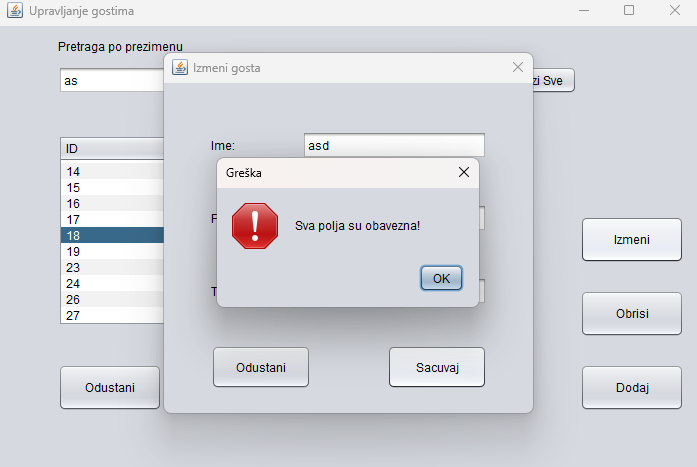 Upravljanje gostima
Pretraga po prezimenu
as
zi Sve
Izmeni gosta
Ime:
asd
Greška
Sva polja su obavezna!
OK
ID
14
15
16
17
18
19
23
24
26
27
Izmeni
Obrisi
Dodaj
Odustani
Odustani
Sacuvaj